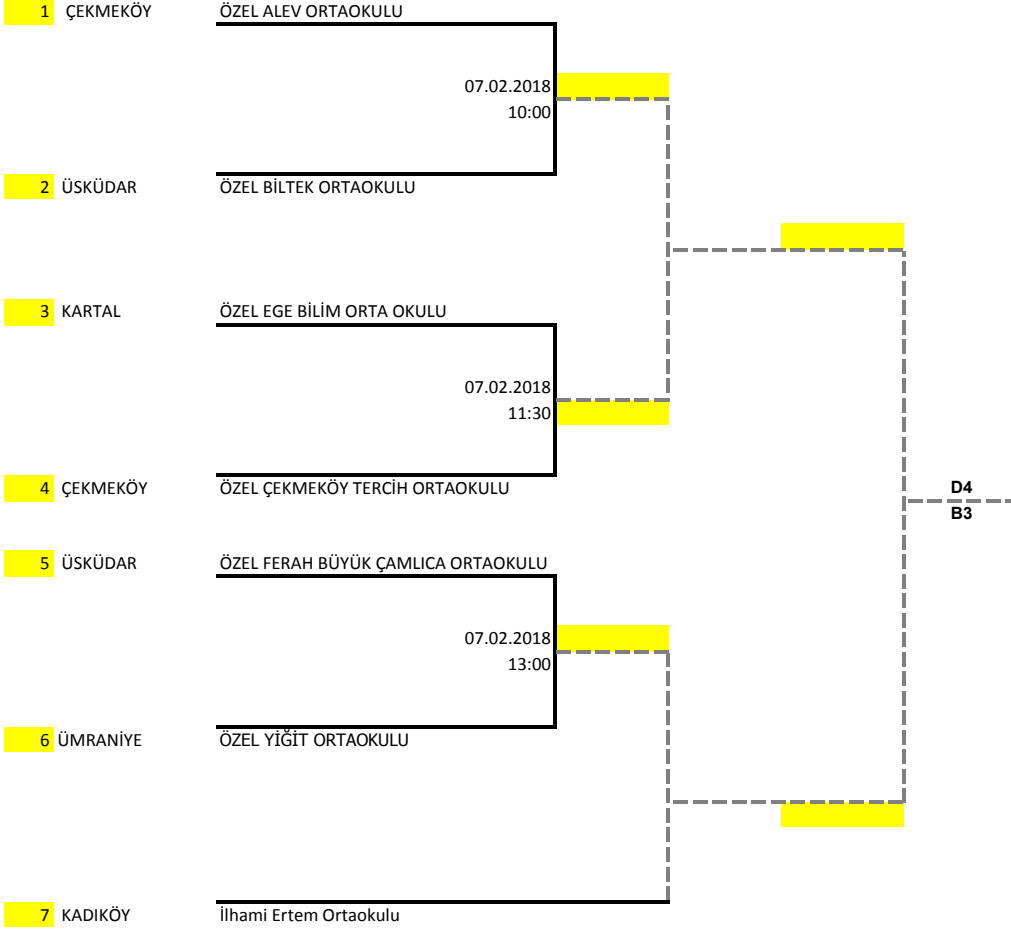 1 ÇEKMEKÖY ÖZEL ALEV ORTAOKULU
07.02.2018
10:00
2 ÜSKÜDAR ÖZEL BİLTEK ORTAOKULU
3 KARTAL ÖZEL EGE BİLİM ORTA OKULU
07.02.2018
11:30
4 ÇEKMEKÖY ÖZEL ÇEKMEKÖY TERCİH ORTAOKULU
D4
B3
5 ÜSKÜDAR ÖZEL FERAH BÜYÜK ÇAMLICA ORTAOKULU
07.02.2018
13:00
6 ÜMRANİYE ÖZEL YİĞİT ORTAOKULU
7 KADIKÖY İlhami Ertem Ortaokulu